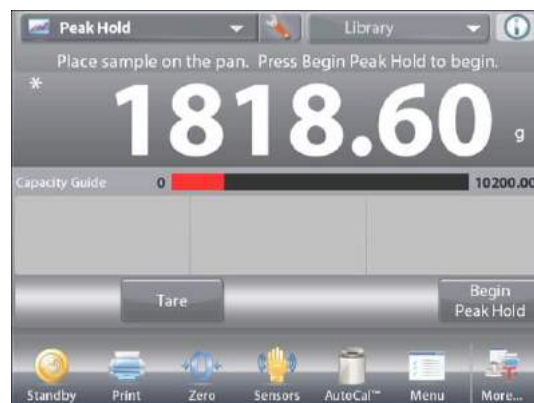 Peak Hold
Library
Place sample on the pan. Press Begin Peak Hold to begin.
* 1818.60 g
Capacity Guide 0 10200.00
Tare
Begin
Peak Hold
Standby Print Zero Sensors AutoCal™ Menu More...